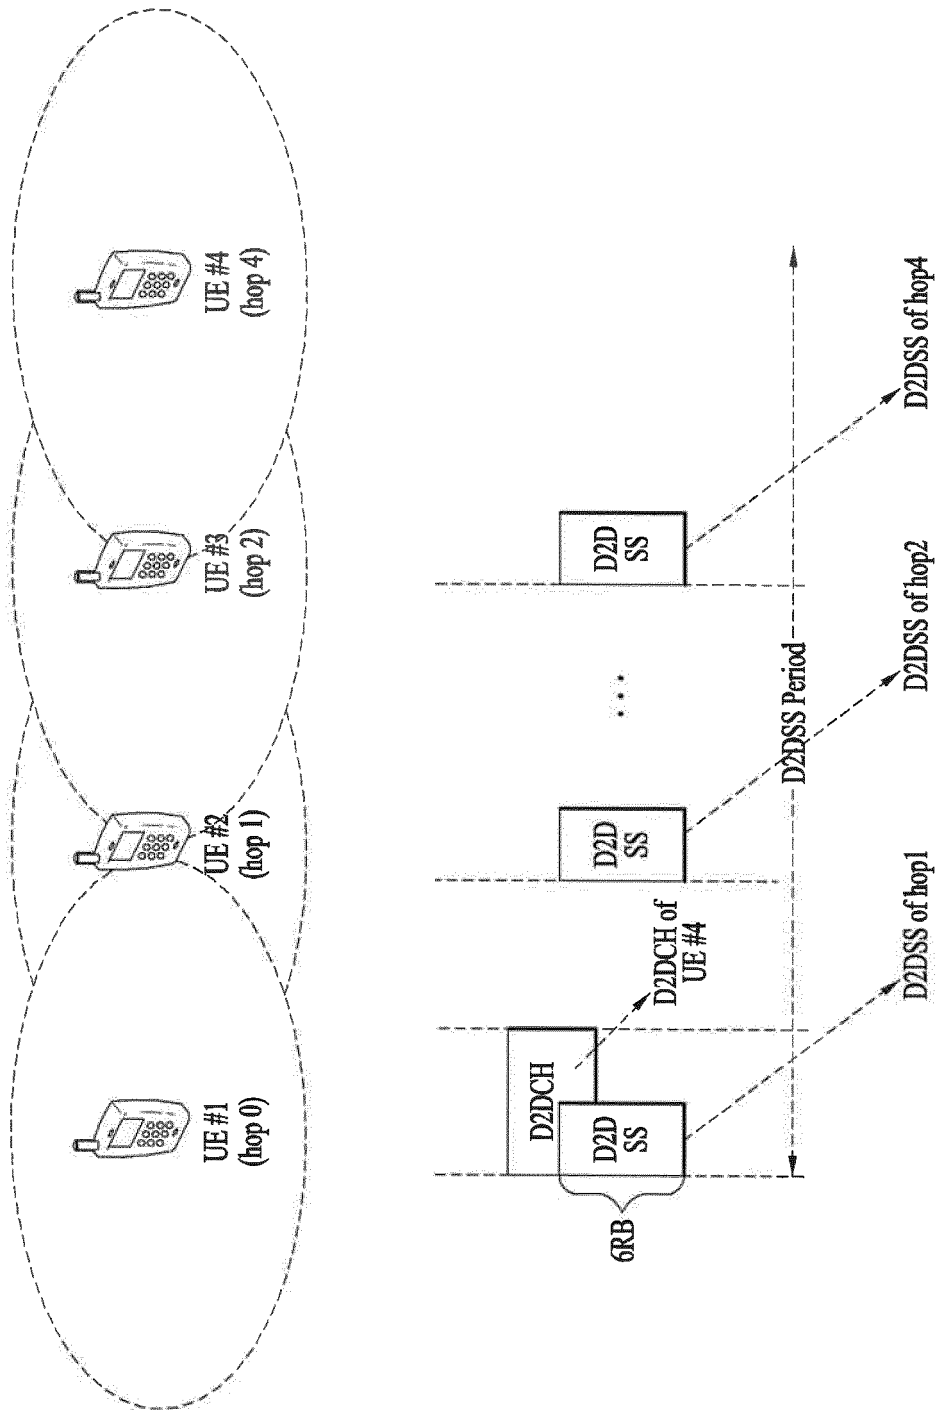 UE #1
(hop 0)
UE #2
(hop 1)
UE #3
(hop 2)
UE #4
(hop 4)
6RB
D2DCH
D2D
SS
D2DCH of
UE #4
D2D
SS
...
D2D
SS
D2DSS Period
D2DSS of hop1
D2DSS of hop2
D2DSS of hop4